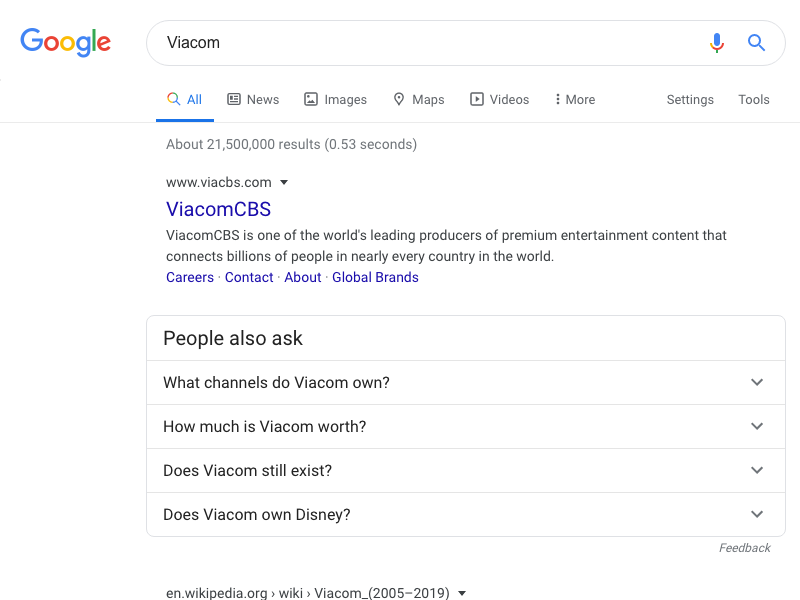 Google
Viacom
All News Images Maps Videos More Settings Tools
About 21,500,000 results (0.53 seconds)
www.viacbs.com
ViacomCBS
ViacomCBS is one of the world's leading producers of premium entertainment content that
connects billions of people in nearly every country in the world.
Careers · Contact · About · Global Brands
People also ask
What channels do Viacom own?
How much is Viacom worth?
Does Viacom still exist?
Does Viacom own Disney?
Feedback
en.wikipedia.org › wiki › Viacom_(2005–2019)